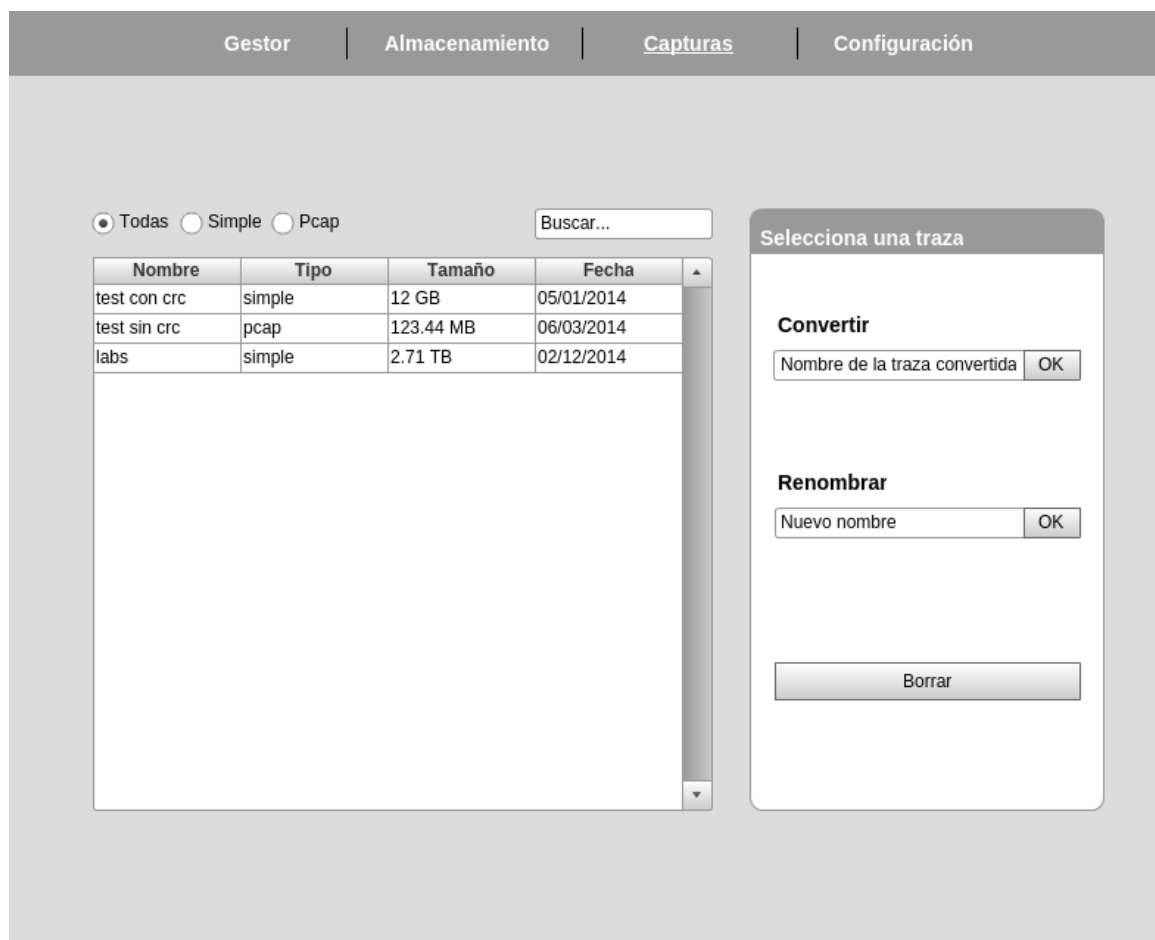 Gestor Almacenamiento Capturas Configuración
Todas Simple Pcap Buscar...
Nombre Tipo Tamaño Fecha
test con crc simple 12 GB 05/01/2014
test sin crc pcap 123.44 MB 06/03/2014
labs simple 2.71 TB 02/12/2014
Selecciona una traza
Convertir
Nombre de la traza convertida OK
Renombrar
Nuevo nombre OK
Borrar